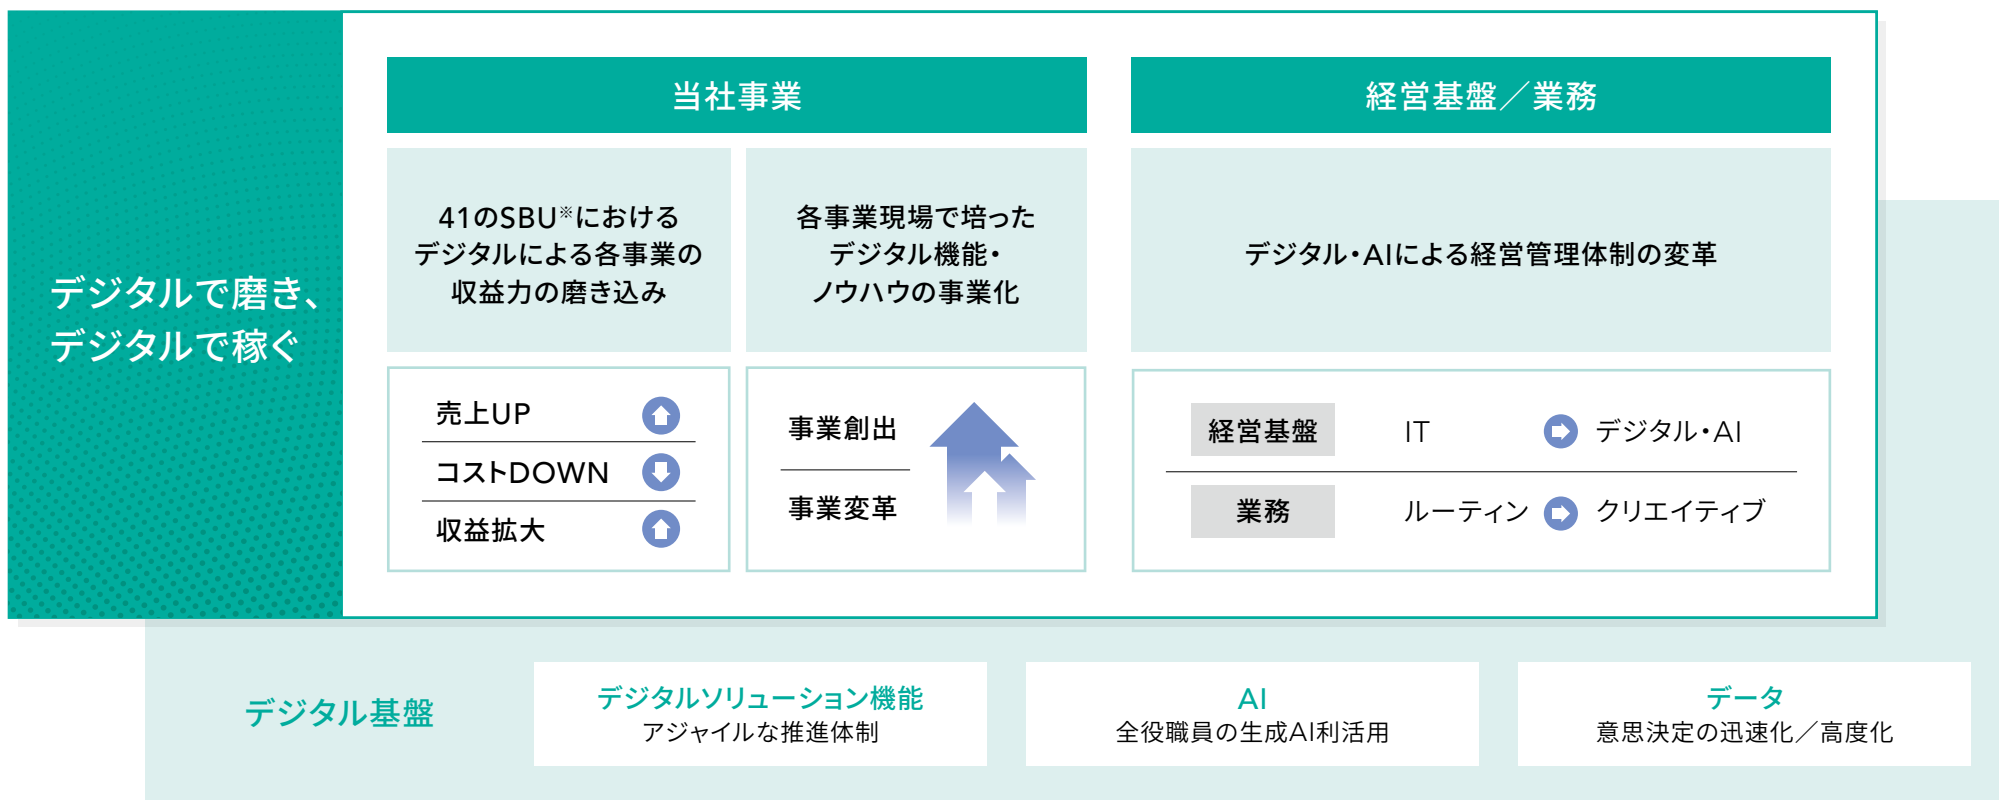 デジタルで磨き、
デジタルで稼ぐ
当社事業
41のSBU※における
デジタルによる各事業の
収益力の磨き込み
各事業現場で培った
デジタル機能・
ノウハウの事業化
売上UP
コストDOWN
収益拡大
事業創出
事業変革
経営基盤／業務
デジタル・AIによる経営管理体制の変革
経営基盤 IT デジタル・AI
業務 ルーティン クリエイティブ
デジタル基盤
デジタルソリューション機能
アジャイルな推進体制
AI
全役職員の生成AI利活用
データ
意思決定の迅速化／高度化